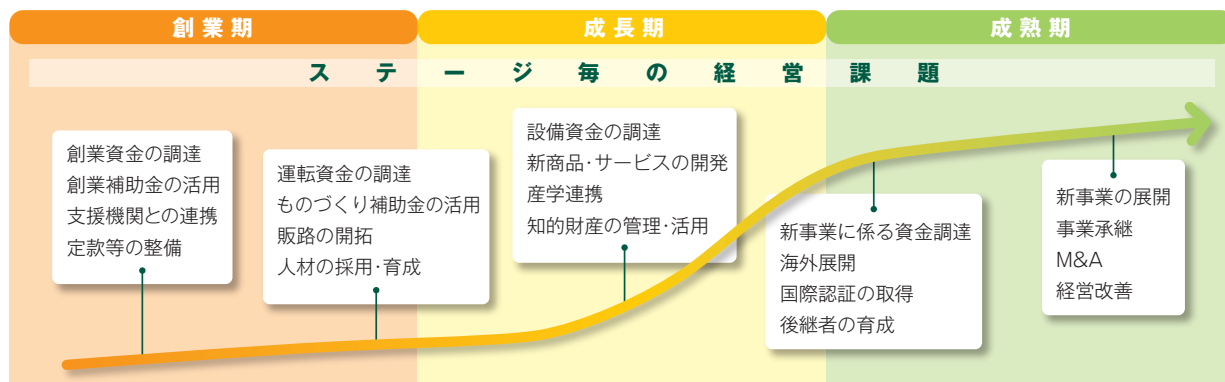 創業期
成長期
成熟期
ステージ毎の経営課題
創業資金の調達
創業補助金の活用
支援機関との連携
定款等の整備
運転資金の調達
ものづくり補助金の活用
販路の開拓
人材の採用・育成
設備資金の調達
新商品・サービスの開発
産学連携
知的財産の管理・活用
新事業に係る資金調達
海外展開
国際認証の取得
後継者の育成
新事業の展開
事業承継
M&A
経営改善